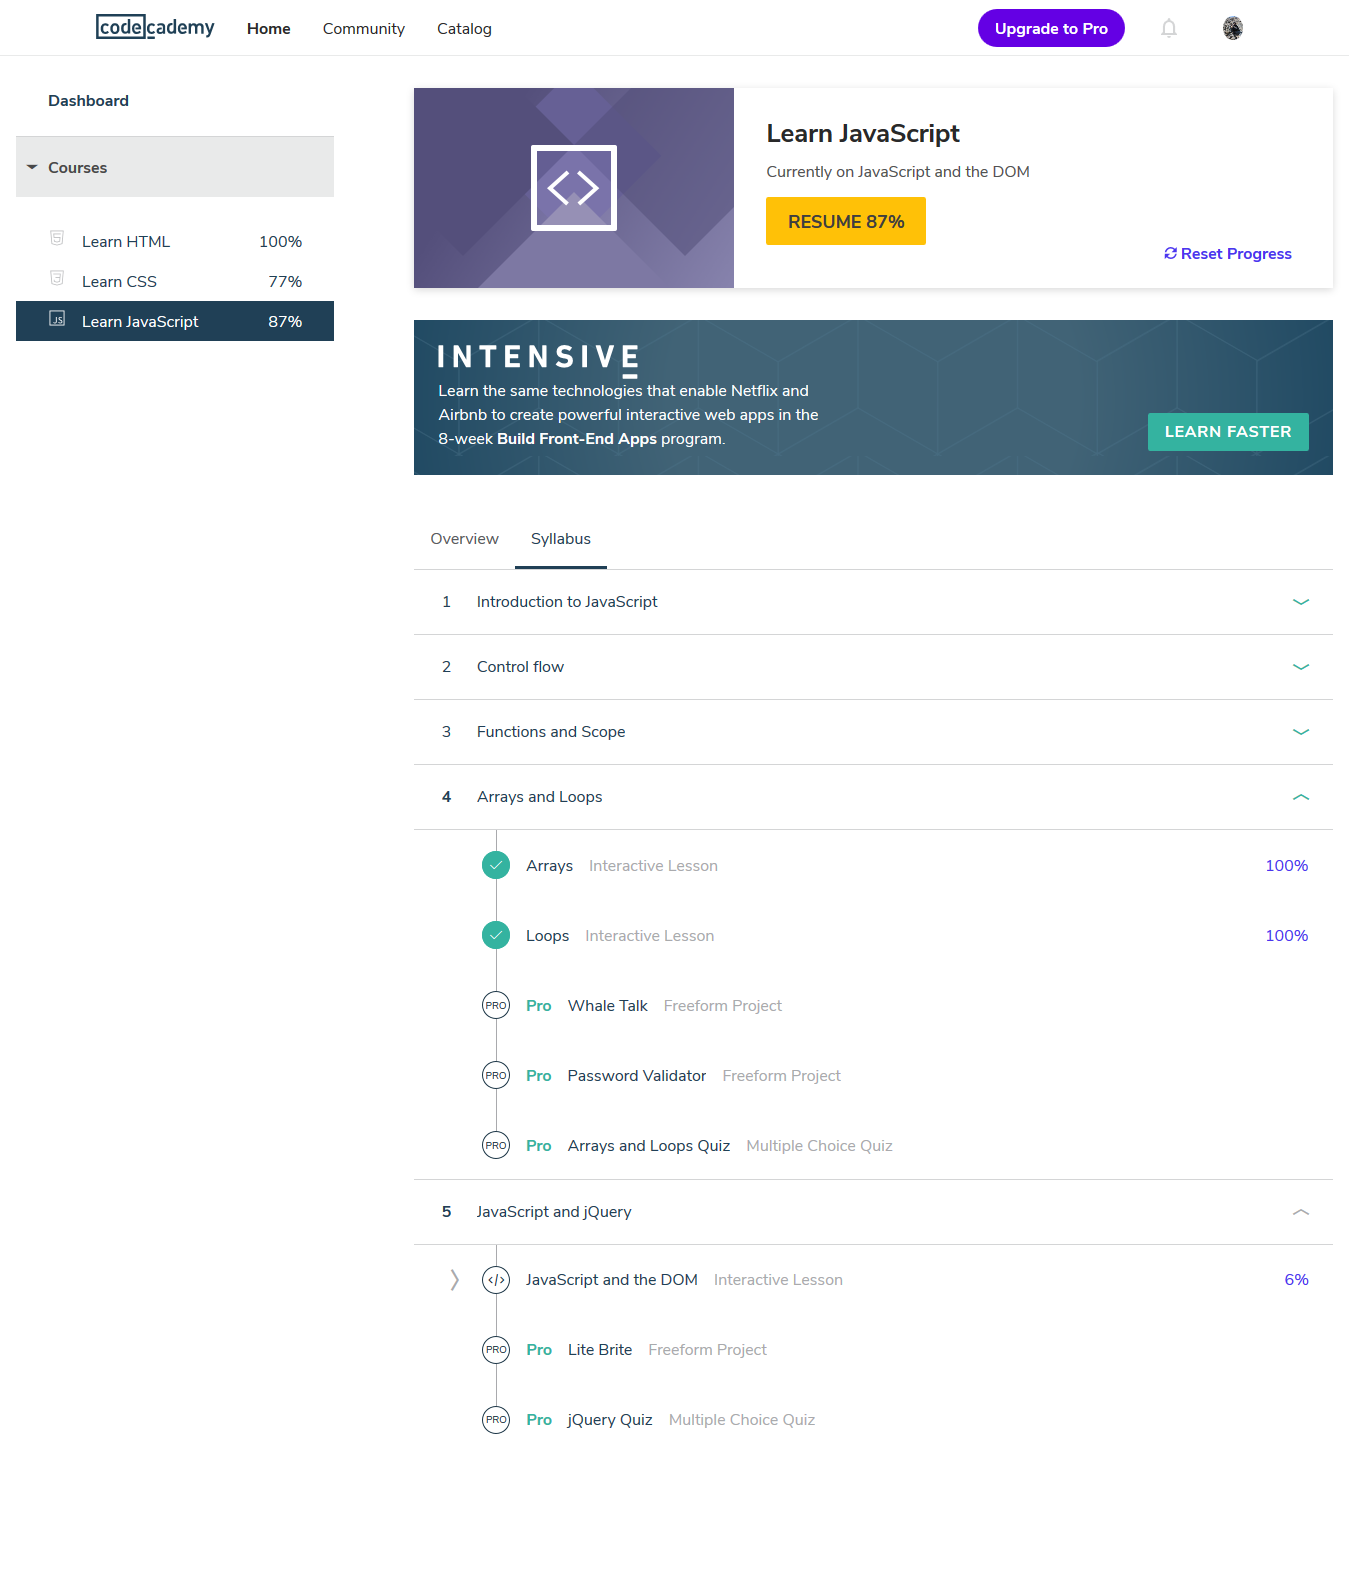 codecademy Home Community Catalog Upgrade to Pro
Dashboard
Courses
Learn HTML 100%
Learn CSS 77%
JS Learn JavaScript 87%
Learn JavaScript
Currently on JavaScript and the DOM
RESUME 87%
Reset Progress
INTENSIVE
Learn the same technologies that enable Netflix and
Airbnb to create powerful interactive web apps in the
8-week Build Front-End Apps program.
LEARN FASTER
Overview Syllabus
1 Introduction to JavaScript
2 Control flow
3 Functions and Scope
4 Arrays and Loops
Arrays Interactive Lesson 100%
Loops Interactive Lesson 100%
PRO Pro Whale Talk Freeform Project
PRO Pro Password Validator Freeform Project
PRO Pro Arrays and Loops Quiz Multiple Choice Quiz
5 JavaScript and jQuery
</> JavaScript and the DOM Interactive Lesson 6%
PRO Pro Lite Brite Freeform Project
PRO Pro jQuery Quiz Multiple Choice Quiz